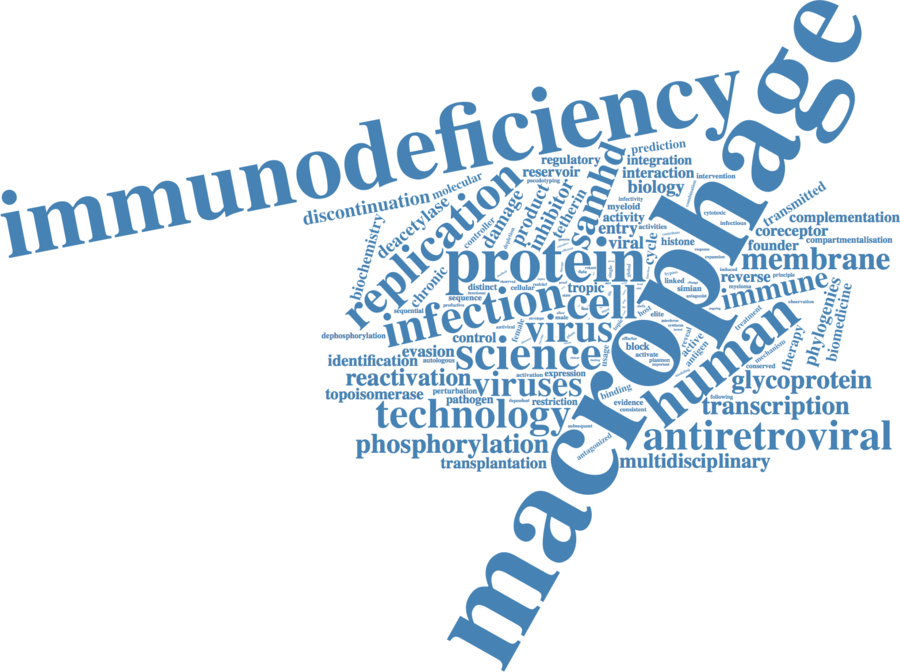 immunodeficiency
macrophage
discontinuation
molecular
regulatory
prediction
reservoir
integration
pseudotyping
interaction
intervention
biology
biochemistry
deacetylase
replication
controller
damage
product
inhibitor
tetherin
samhd
infectivity
myeloid
activity
entry
activities
viral
cytotoxic
infectious
transmitted
complementation
coreceptor
founder
compartmentalisation
histone
cycle
protein
membrane
chronic
sequential
distinct
cellular
tropic
sequence
linked
simian
reverse
principle
immune
infection
cell
elite
treatment
observation
phylogenies
biomedicine
dephosphorylation
control
virus
female
block
activate
active
antigen
human
therapy
mechanism
evasion
identification
autologous
science
usage
conserved
reactivation
activation
expression
viruses
perturbation
topoisomerase
pathogen
restriction
binding
evidence
consistent
glycoprotein
following
transcription
technology
subsequent
antiretroviral
phosphorylation
antagonized
transplantation
multidisciplinary